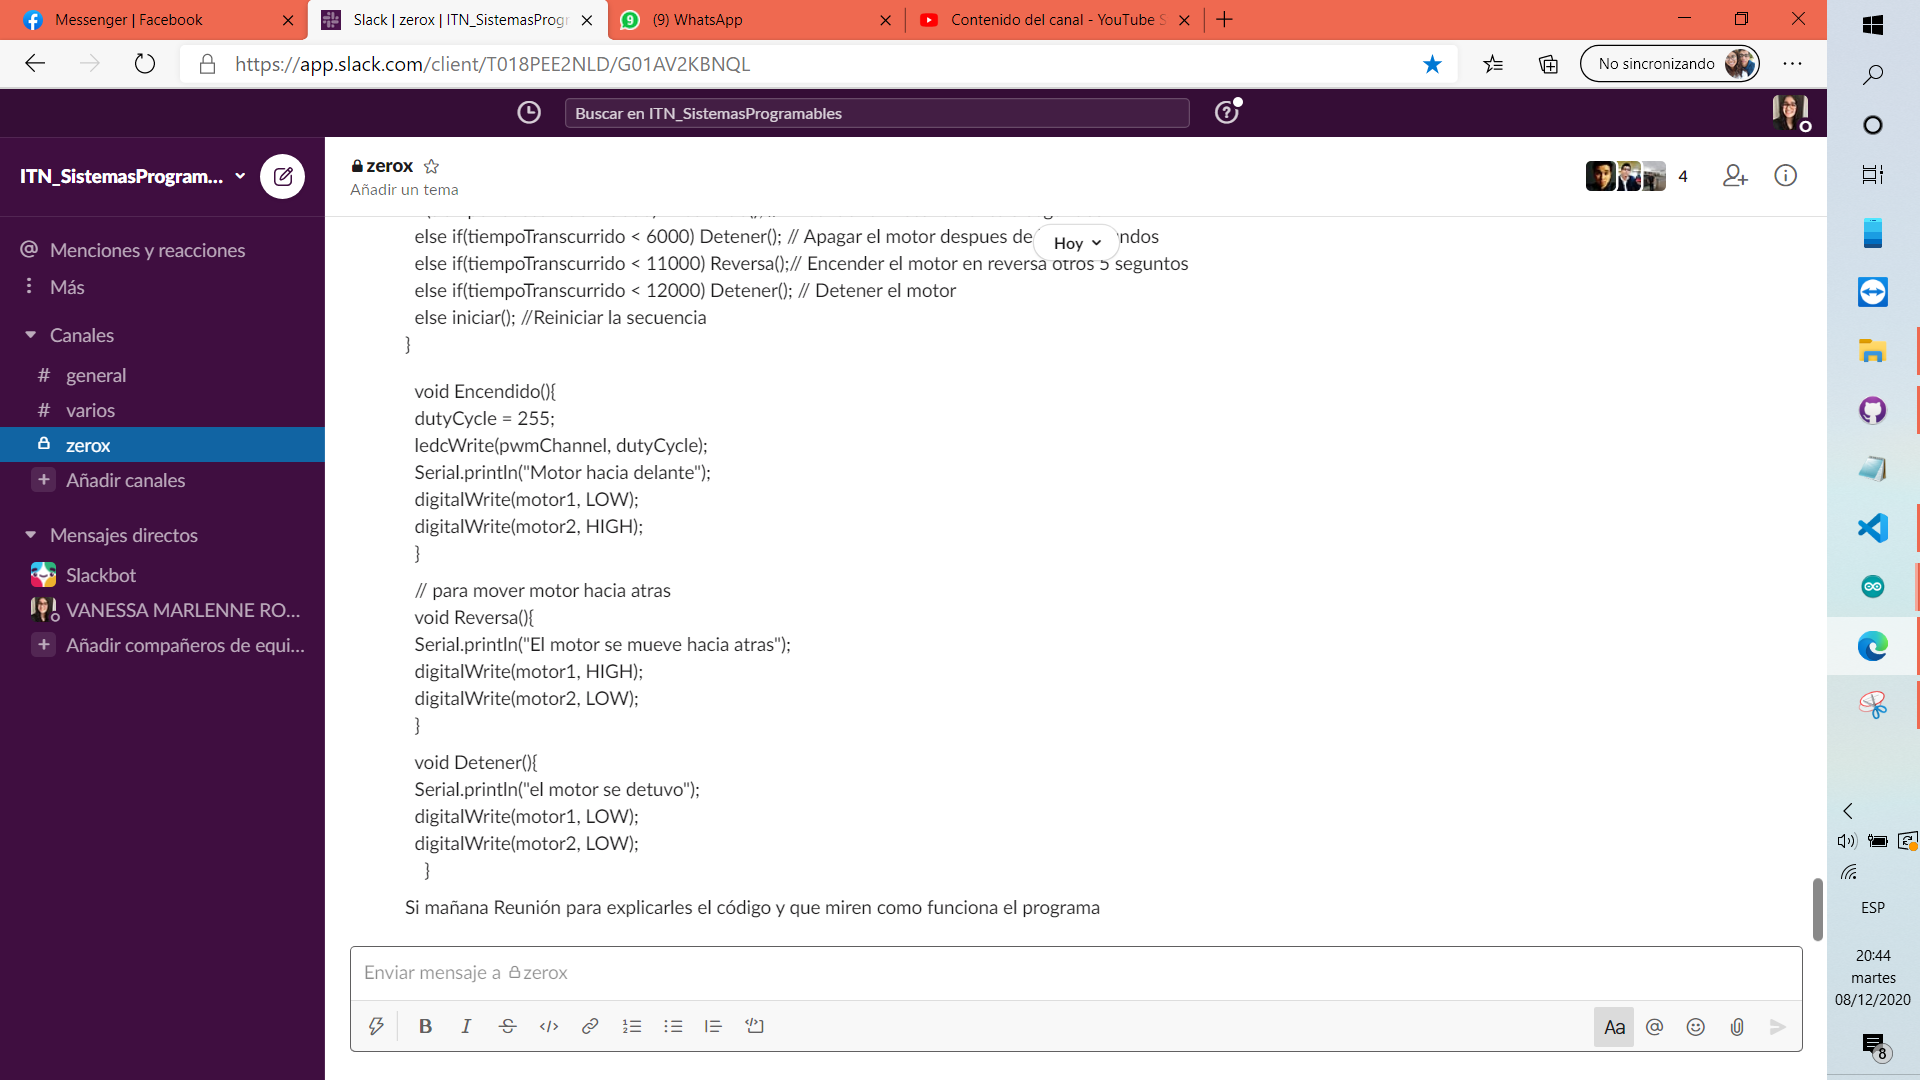 Messenger | Facebook
Slack | zerox | ITN_SistemasProgr
(9) WhatsApp
Contenido del canal - YouTube S
https://app.slack.com/client/T018PEE2NLD/G01AV2KBNQL
No sincronizando
Buscar en ITN_SistemasProgramables
ITN_SistemasProgram...
zerox
Añadir un tema
4
Menciones y reacciones
Más
Canales
# general
# varios
zerox
+ Añadir canales
Mensajes directos
Slackbot
VANESSA MARLENNE RO...
+ Añadir compañeros de equi...
Hoy
else if(tiempoTranscurrido < 6000) Detener(); // Apagar el motor despues de ndos
else if(tiempoTranscurrido < 11000) Reversa();// Encender el motor en reversa otros 5 seguntos
else if(tiempoTranscurrido < 12000) Detener(); // Detener el motor
else iniciar(); //Reiniciar la secuencia
}
void Encendido(){
dutyCycle = 255;
ledcWrite(pwmChannel, dutyCycle);
Serial.println("Motor hacia delante");
digitalWrite(motor1, LOW);
digitalWrite(motor2, HIGH);
}
// para mover motor hacia atras
void Reversa(){
Serial.println("El motor se mueve hacia atras");
digitalWrite(motor1, HIGH);
digitalWrite(motor2, LOW);
}
void Detener(){
Serial.println("el motor se detuvo");
digitalWrite(motor1, LOW);
digitalWrite(motor2, LOW);
}
Si mañana Reunión para explicarles el código y que miren como funciona el programa
Enviar mensaje a zerox
B I S Aa @
ESP
20:44
martes
08/12/2020
8